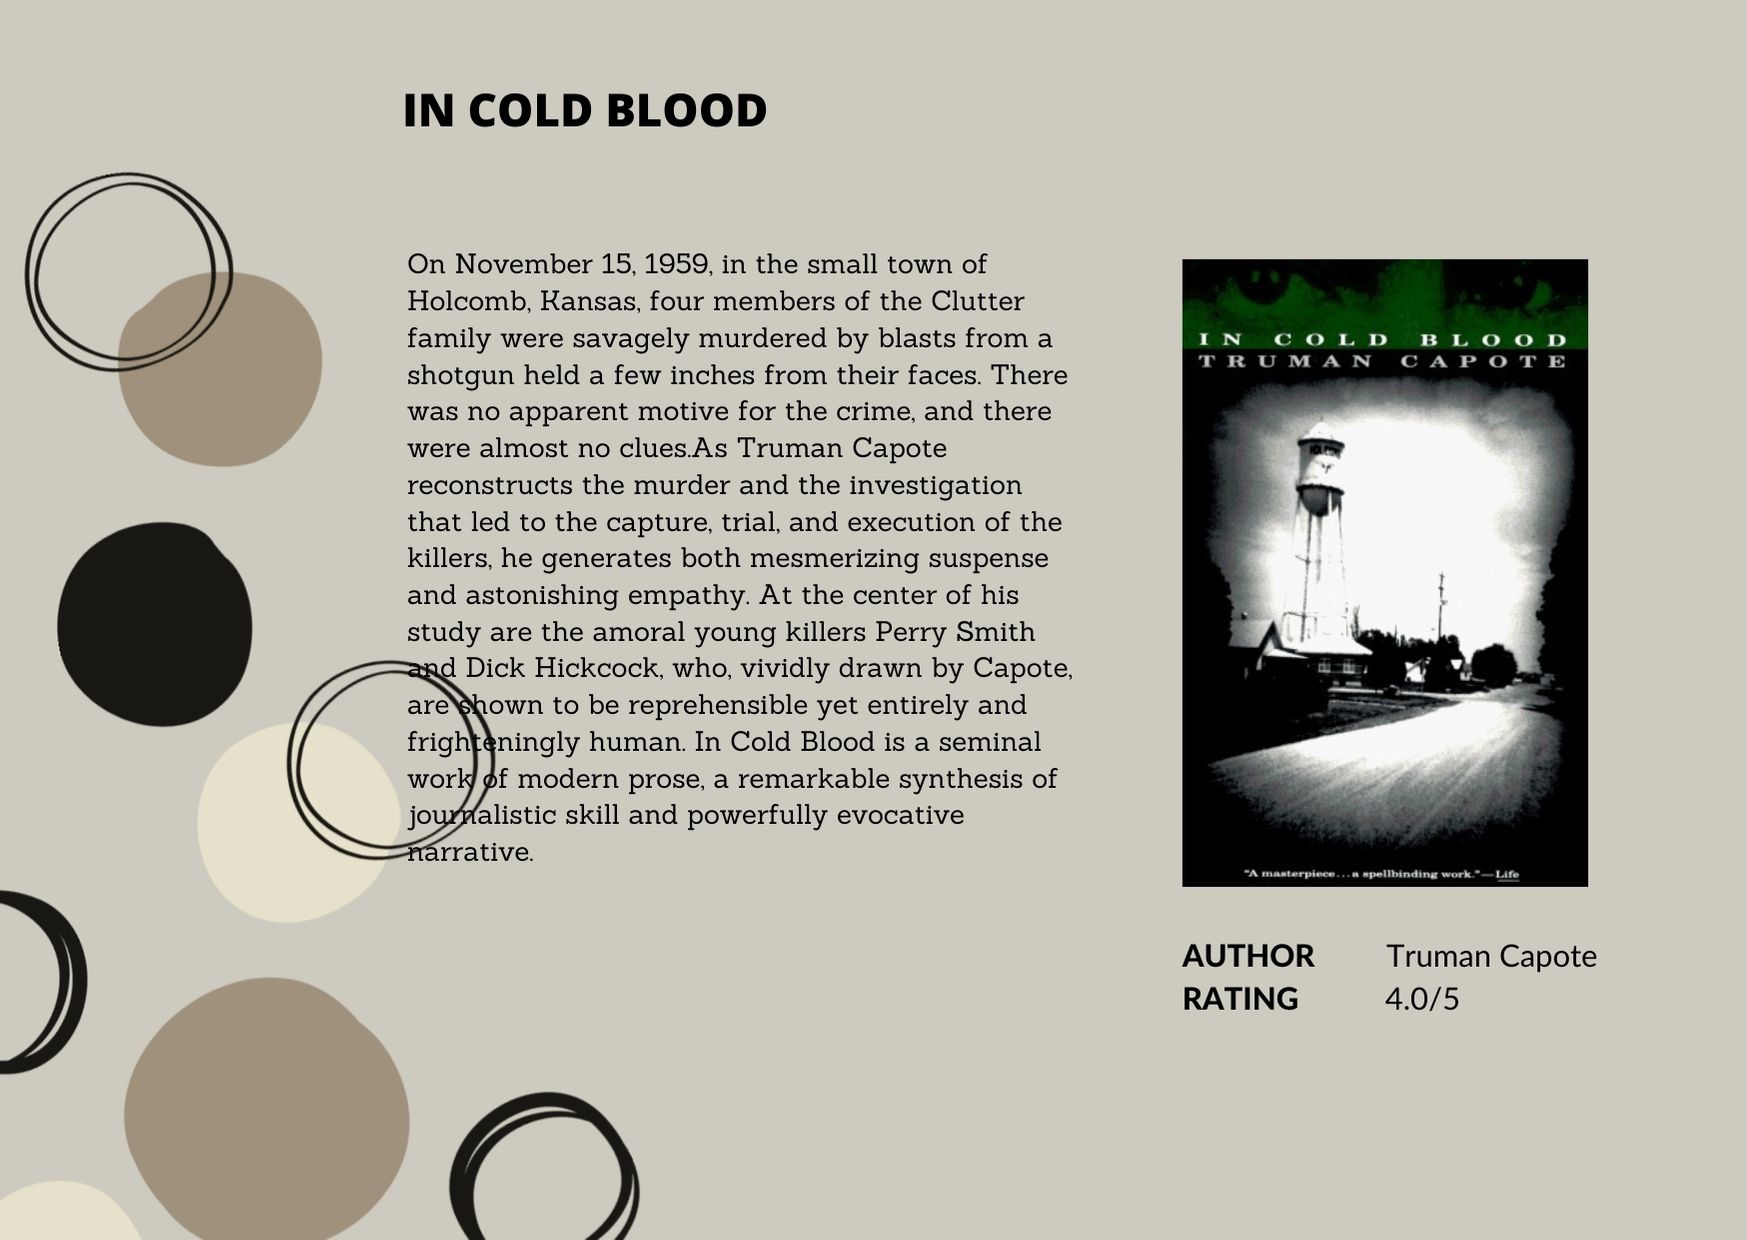 IN COLD BLOOD
On November 15, 1959, in the small town of
Holcomb, Kansas, four members of the Clutter
family were savagely murdered by blasts from a
shotgun held a few inches from their faces. There
was no apparent motive for the crime, and there
were almost no clues.As Truman Capote
reconstructs the murder and the investigation
that led to the capture, trial, and execution of the
killers, he generates both mesmerizing suspense
and astonishing empathy. At the center of his
study are the amoral young killers Perry Smith
and Dick Hickcock, who, vividly drawn by Capote,
are shown to be reprehensible yet entirely and
frighteningly human. In Cold Blood is a seminal
work of modern prose, a remarkable synthesis of
journalistic skill and powerfully evocative
narrative.
IN COLD BLOOD
TRUMAN CAPOTE
"A masterpiece...a spellbinding work."—Life
AUTHOR Truman Capote
RATING 4.0/5